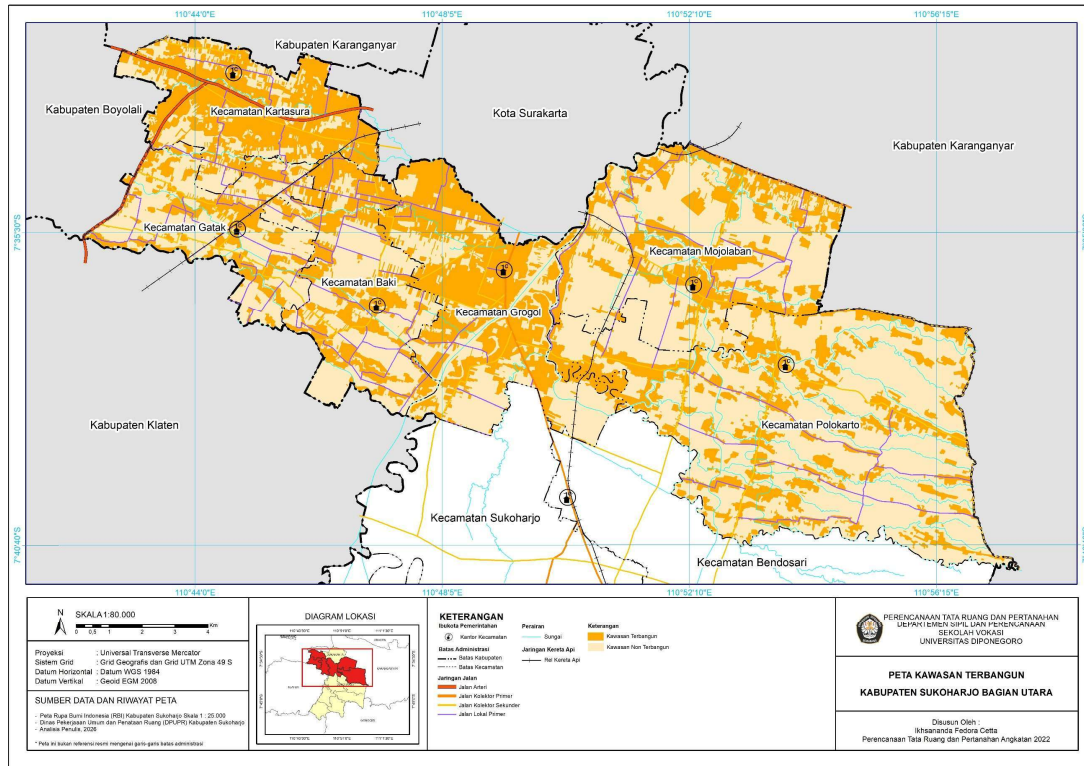 110°44'0"E 110°48'5"E 110°52'10"E 110°56'15"E
Kabupaten Karanganyar
Kabupaten Boyolali
Kecamatan Kartasura
Kota Surakarta
Kabupaten Karanganyar
7°35'30"S
Kecamatan Gatak
Kecamatan Mojolaban
Kecamatan Baki
Kecamatan Grogol
Kabupaten Klaten
Kecamatan Polokarto
Kecamatan Sukoharjo
7°40'40"S
Kecamatan Bendosari
110°44'0"E 110°48'5"E 110°52'10"E 110°56'15"E
N
SKALA 1:80.000
0 0,5 1 2 3 4 Km
Proyeksi : Universal Transverse Mercator
Sistem Grid : Grid Geografis dan Grid UTM Zona 49 S
Datum Horizontal : Datum WGS 1984
Datum Vertikal : Geoid EGM 2008
SUMBER DATA DAN RIWAYAT PETA
- Peta Rupa Bumi Indonesia (RBI) Kabupaten Sukoharjo Skala 1 : 25.000
- Dinas Pekerjaan Umum dan Penataan Ruang (DPUPR) Kabupaten Sukoharjo
- Analisis Penulis, 2026
* Peta ini bukan referensi resmi mengenai garis-garis batas administrasi
DIAGRAM LOKASI
KETERANGAN
Ibukota Pemerintahan
Kantor Kecamatan
Batas Administrasi
Batas Kabupaten
Batas Kecamatan
Jaringan Jalan
Jalan Arteri
Jalan Kolektor Primer
Jalan Kolektor Sekunder
Jalan Lokal Primer
Perairan
Sungai
Jaringan Kereta Api
Rel Kereta Api
Keterangan
Kawasan Terbangun
Kawasan Non Terbangun
PERENCANAAN TATA RUANG DAN PERTANAHAN
DEPARTEMEN SIPIL DAN PERENCANAAN
SEKOLAH VOKASI
UNIVERSITAS DIPONEGORO
PETA KAWASAN TERBANGUN
KABUPATEN SUKOHARJO BAGIAN UTARA
Disusun Oleh :
Ikhsananda Fedora Cetta
Perencanaan Tata Ruang dan Pertanahan Angkatan 2022